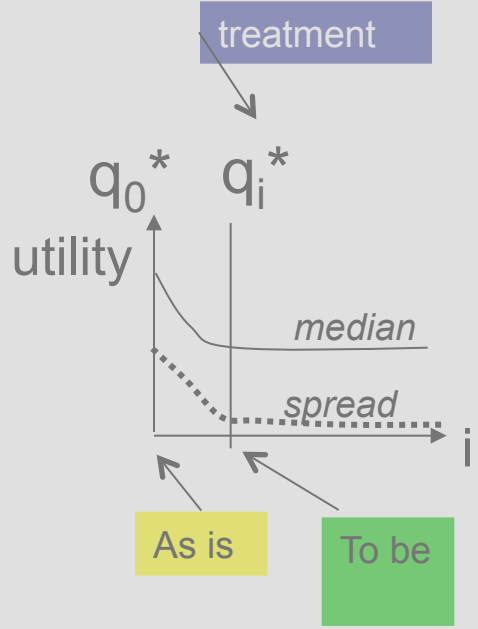 treatment
q₀* qᵢ*
utility
median
spread
i
As is
To be